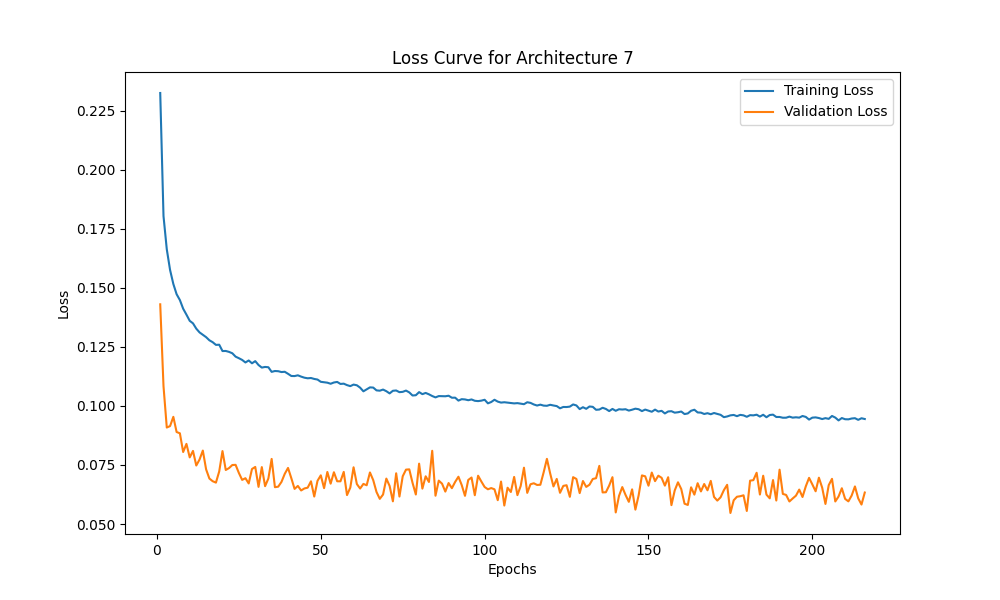 Loss Curve for Architecture 7
Training Loss
Validation Loss
0.225
0.200
0.175
0.150
0.125
0.100
0.075
0.050
Loss
0
50
100
150
200
Epochs